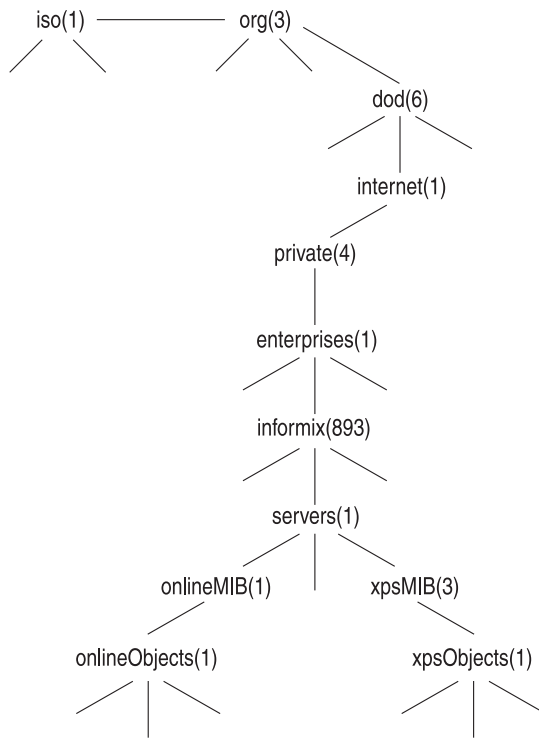 iso(1) org(3)
dod(6)
internet(1)
private(4)
enterprises(1)
informix(893)
servers(1)
onlineMIB(1) xpsMIB(3)
onlineObjects(1) xpsObjects(1)